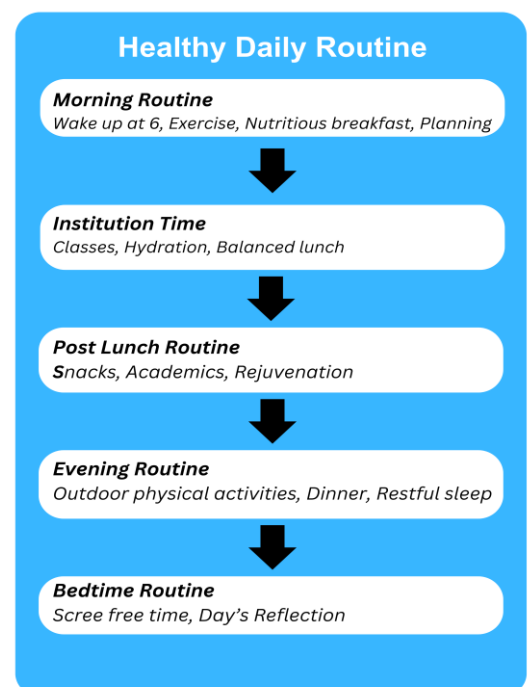 Healthy Daily Routine
Morning Routine
Wake up at 6, Exercise, Nutritious breakfast, Planning
Institution Time
Classes, Hydration, Balanced lunch
Post Lunch Routine
Snacks, Academics, Rejuvenation
Evening Routine
Outdoor physical activities, Dinner, Restful sleep
Bedtime Routine
Scree free time, Day’s Reflection